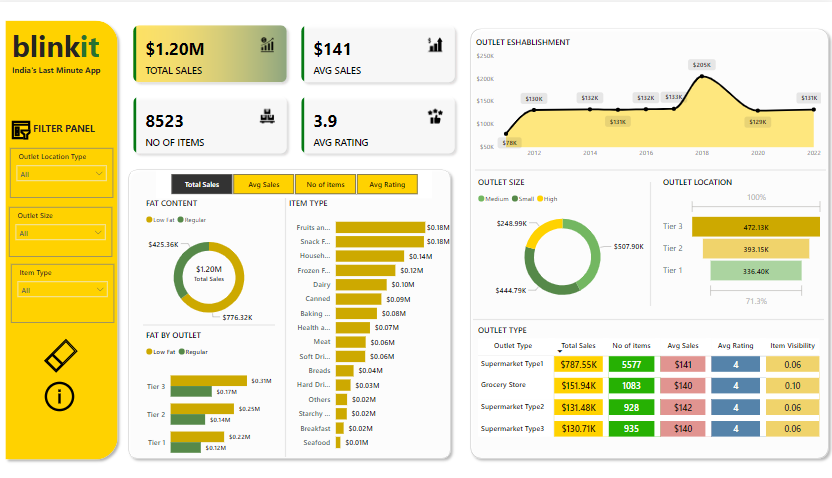 blinkit
India's Last Minute App
FILTER PANEL
Outlet Location Type
All
Outlet Size
All
Item Type
All
$1.20M
TOTAL SALES
$141
AVG SALES
8523
NO OF ITEMS
3.9
AVG RATING
Total Sales
Avg Sales
No of items
Avg Rating
FAT CONTENT
Low Fat Regular
$425.36K
$1.20M
Total Sales
$776.32K
FAT BY OUTLET
Low Fat Regular
Tier 3 $0.31M
$0.17M
Tier 2 $0.25M
$0.14M
Tier 1 $0.22M
$0.12M
ITEM TYPE
Fruits an... $0.18M
Snack F... $0.18M
Househ... $0.14M
Frozen F... $0.12M
Dairy $0.10M
Canned $0.09M
Baking ... $0.08M
Health a... $0.07M
Meat $0.06M
Soft Dri... $0.06M
Breads $0.04M
Hard Dri... $0.03M
Others $0.02M
Starchy ... $0.02M
Breakfast $0.02M
Seafood $0.01M
OUTLET ESHABLISHMENT
$250K
$200K
$150K
$100K
$50K
$78K
$130K
$132K
$131K
$132K
$133K
$205K
$129K
$131K
2012 2014 2016 2018 2020 2022
OUTLET SIZE
Medium Small High
$248.99K
$507.90K
$444.79K
OUTLET LOCATION
100%
Tier 3 472.13K
Tier 2 393.15K
Tier 1 336.40K
71.3%
OUTLET TYPE
Outlet Type Total Sales No of items Avg Sales Avg Rating Item Visibility
Supermarket Type1 $787.55K 5577 $141 4 0.06
Grocery Store $151.94K 1083 $140 4 0.10
Supermarket Type2 $131.48K 928 $142 4 0.06
Supermarket Type3 $130.71K 935 $140 4 0.06